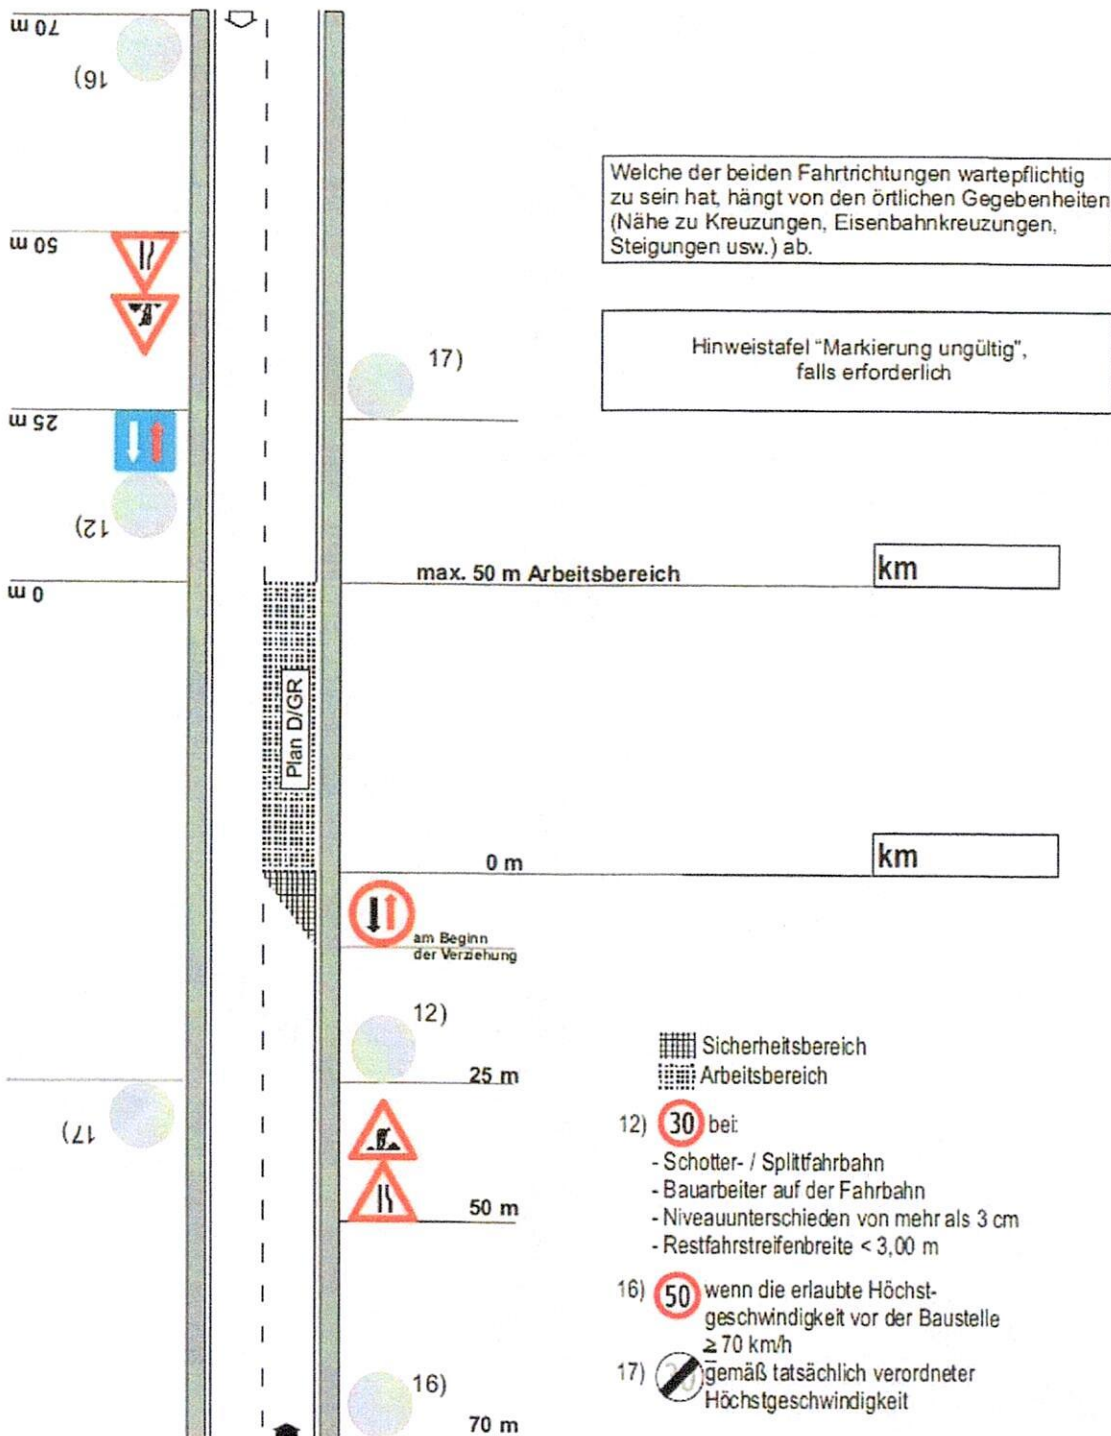 70 m
16)
Welche der beiden Fahrtrichtungen wartepflichtig
zu sein hat, hängt von den örtlichen Gegebenheiten
(Nähe zu Kreuzungen, Eisenbahnkreuzungen,
Steigungen usw.) ab.
50 m
Hinweistafel "Markierung ungültig",
falls erforderlich
17)
25 m
12)
0 m
max. 50 m Arbeitsbereich
km
Plan D/GR
0 m
km
am Beginn
der Verziehung
12)
25 m
17)
50 m
16)
70 m
Sicherheitsbereich
Arbeitsbereich
12) 30 bei:
- Schotter- / Splittfahrbahn
- Bauarbeiter auf der Fahrbahn
- Niveauunterschieden von mehr als 3 cm
- Restfahrstreifenbreite < 3,00 m
16) 50 wenn die erlaubte Höchst-
geschwindigkeit vor der Baustelle
≥ 70 km/h
17) gemäß tatsächlich verordneter
Höchstgeschwindigkeit